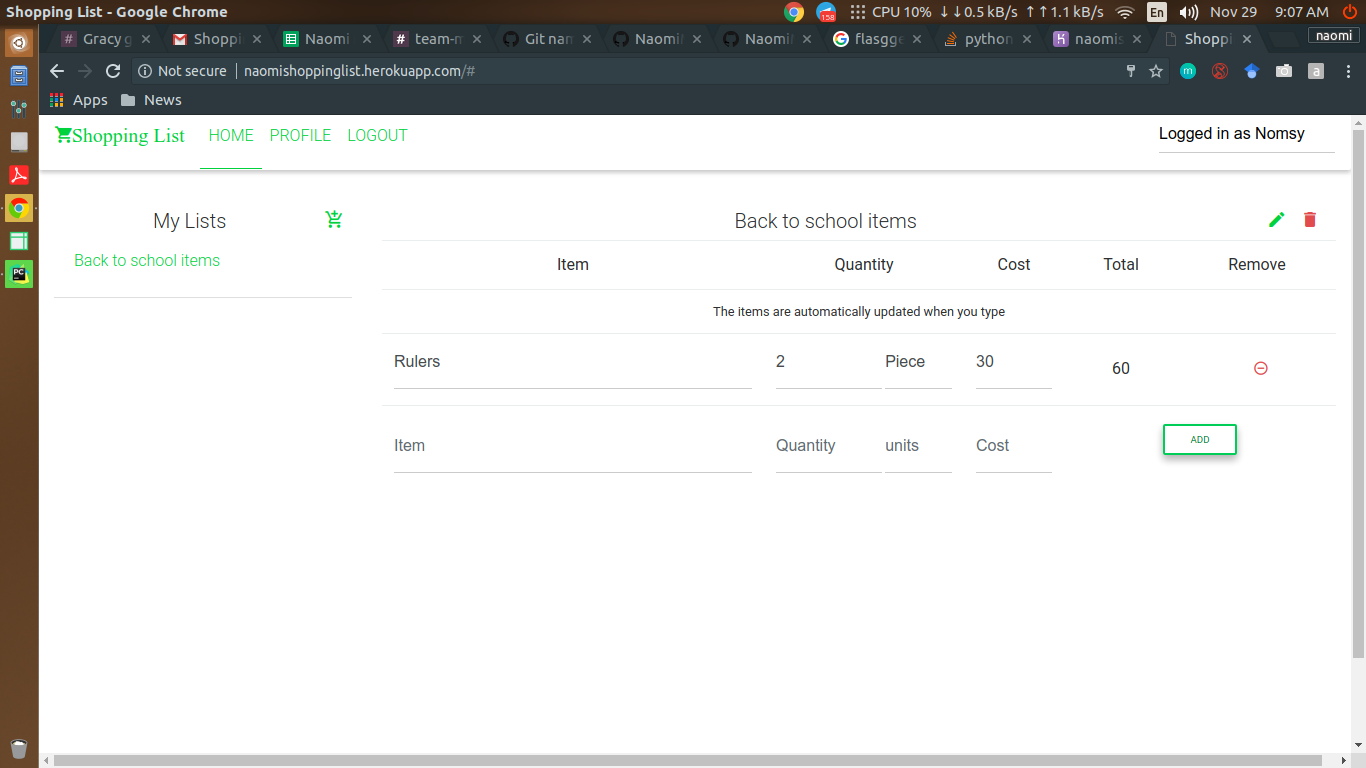 Shopping List - Google Chrome
158 CPU 10% ↓↓0.5 kB/s ↑↑1.1 kB/s En Nov 29 9:07 AM
# Gracy g Shoppi Naomi # team-m Git nam Naomi Naomi flasgge python naomis Shoppi naomi
Not secure | naomishoppinglist.herokuapp.com/# m a
Apps News
Shopping List HOME PROFILE LOGOUT Logged in as Nomsy
My Lists
Back to school items
Back to school items
Item Quantity Cost Total Remove
The items are automatically updated when you type
Rulers 2 Piece 30 60
Item Quantity units Cost ADD
PC